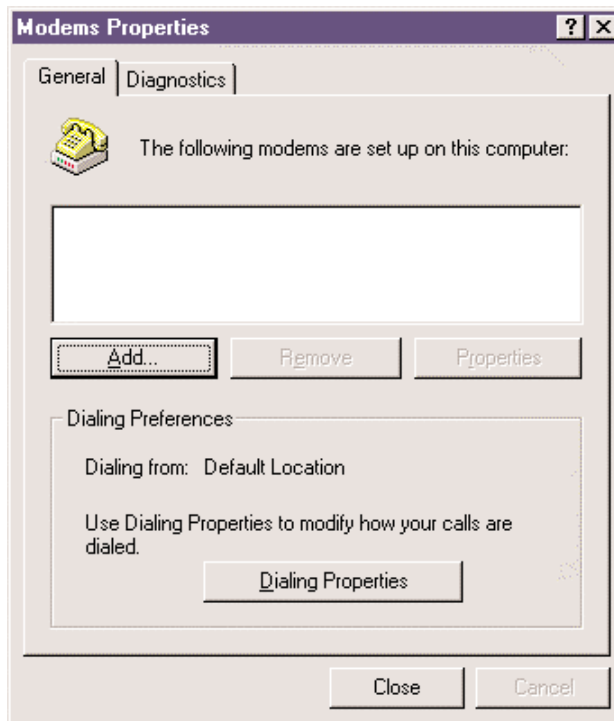 Modems Properties
General
Diagnostics
The following modems are set up on this computer:
Add...
Remove
Properties
Dialing Preferences
Dialing from: Default Location
Use Dialing Properties to modify how your calls are
dialed.
Dialing Properties
Close
Cancel